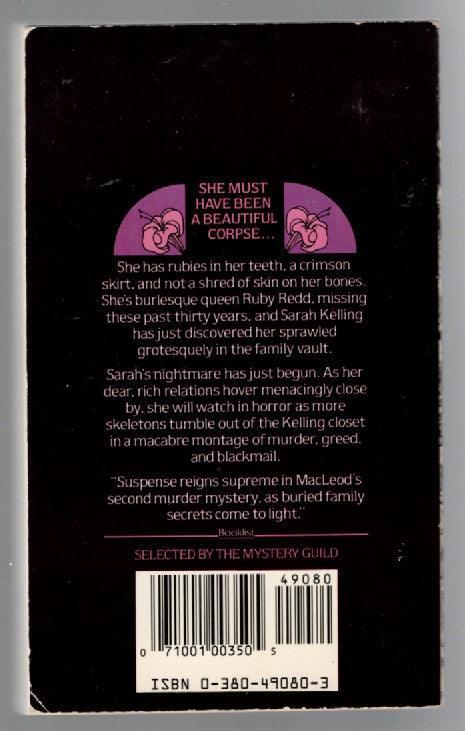 SHE MUST
HAVE BEEN
A BEAUTIFUL
CORPSE...
She has rubies in her teeth, a crimson
skirt, and not a shred of skin on her bones.
She's burlesque queen Ruby Redd, missing
these past thirty years, and Sarah Kelling
has just discovered her sprawled
grotesquely in the family vault.
Sarah's nightmare has just begun. As her
dear, rich relations hover menacingly close
by, she will watch in horror as more
skeletons tumble out of the Kelling closet
in a macabre montage of murder, greed,
and blackmail.
"Suspense reigns supreme in MacLeod's
second murder mystery, as buried family
secrets come to light."
Booklist
SELECTED BY THE MYSTERY GUILD
49080
0 71001 00350 5
ISBN 0-380-49080-3